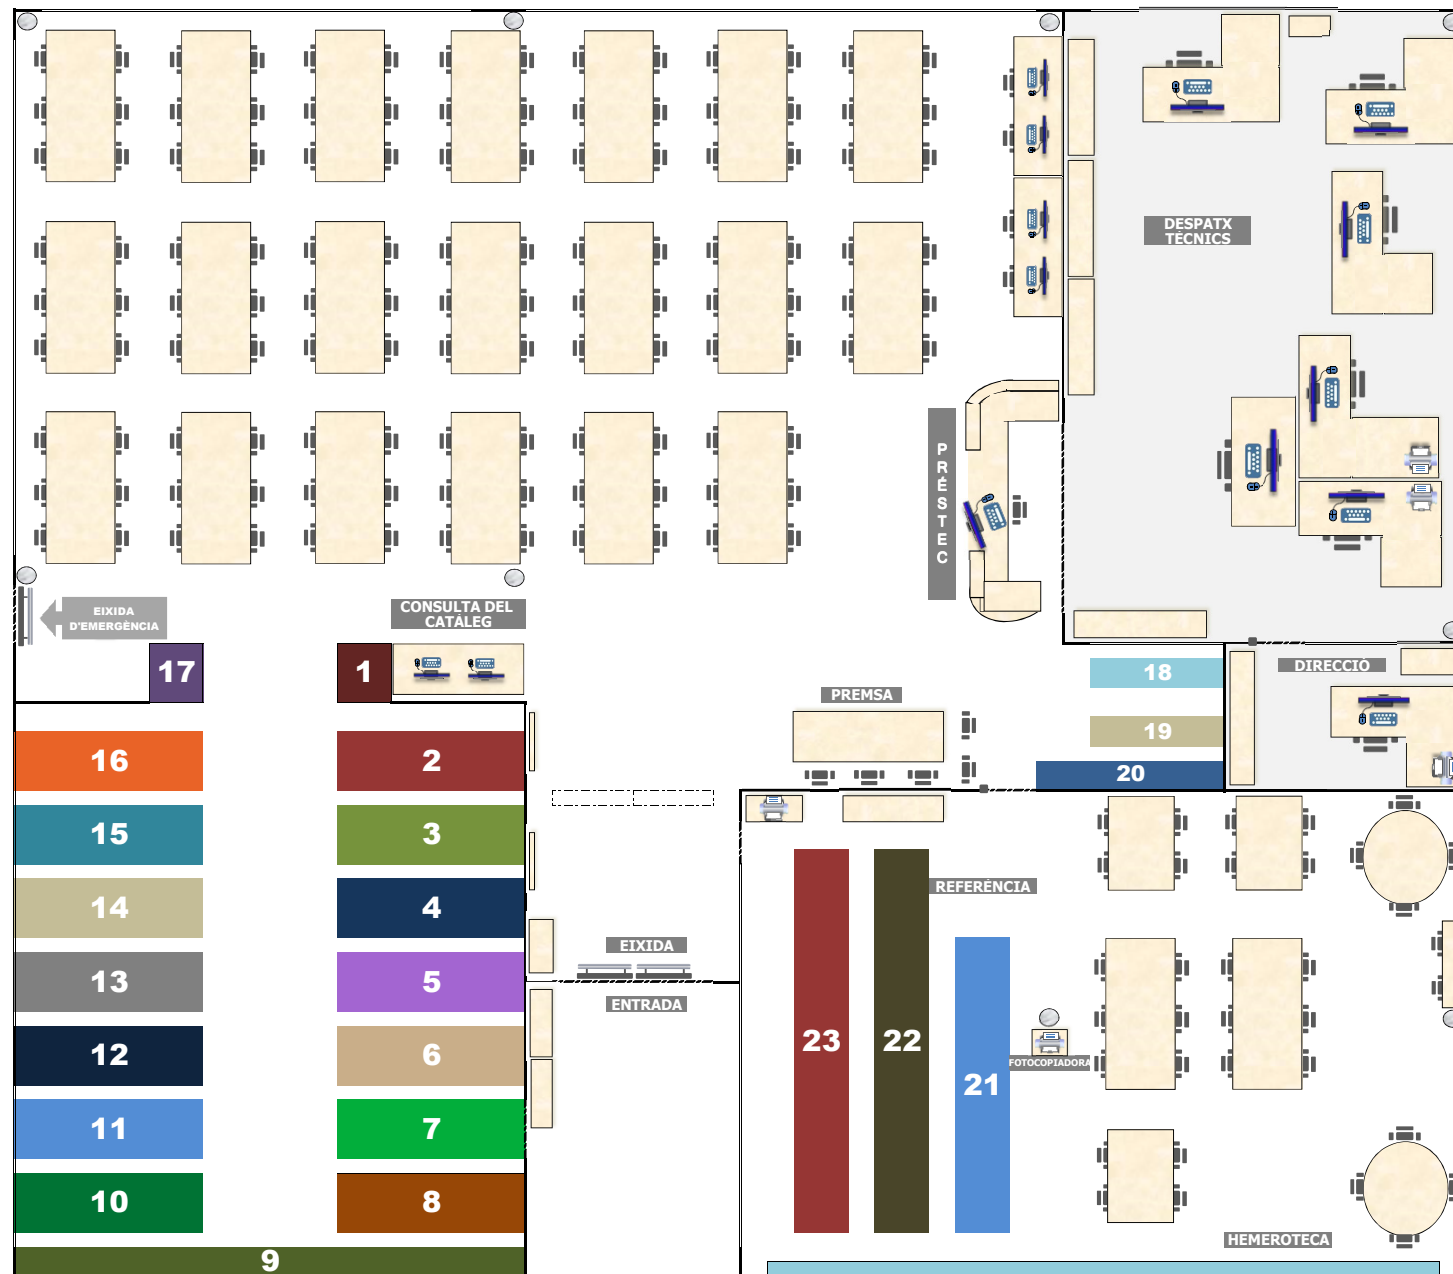 DESPATX
TÈCNICS
P
R
É
S
T
E
C
EIXIDA
D'EMERGÈNCIA
CONSULTA DEL
CATÀLEG
17
1
18
DIRECCIÓ
PREMSA
19
20
16
2
15
3
14
4
REFERÈNCIA
EIXIDA
13
5
ENTRADA
12
6
23
22
21
FOTOCOPIADORA
11
7
10
8
HEMEROTECA
9